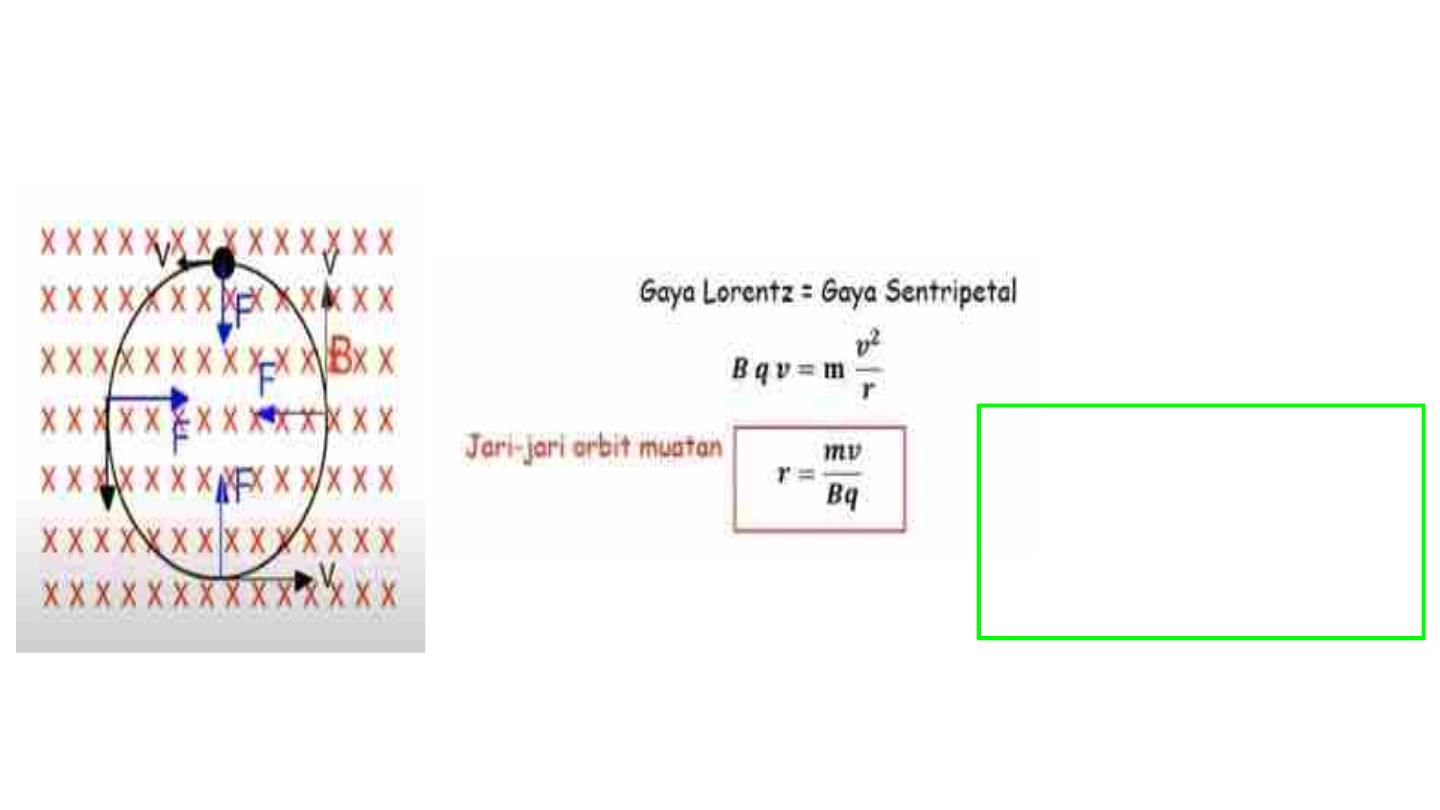 X X X X X X X X X X X X X X
V
V
X X X X X X X X X X X X X X
F
X X X X X X X X X X X B X X
F
X X X X X X X X X X X X X X
F
X X X X X X X X X X X X X X
F
X X X X X X X X X X X X X X
V
X X X X X X X X X X X X X X
Gaya Lorentz = Gaya Sentripetal
B q v = m v² / r
Jari-jari orbit muatan r = mv / Bq